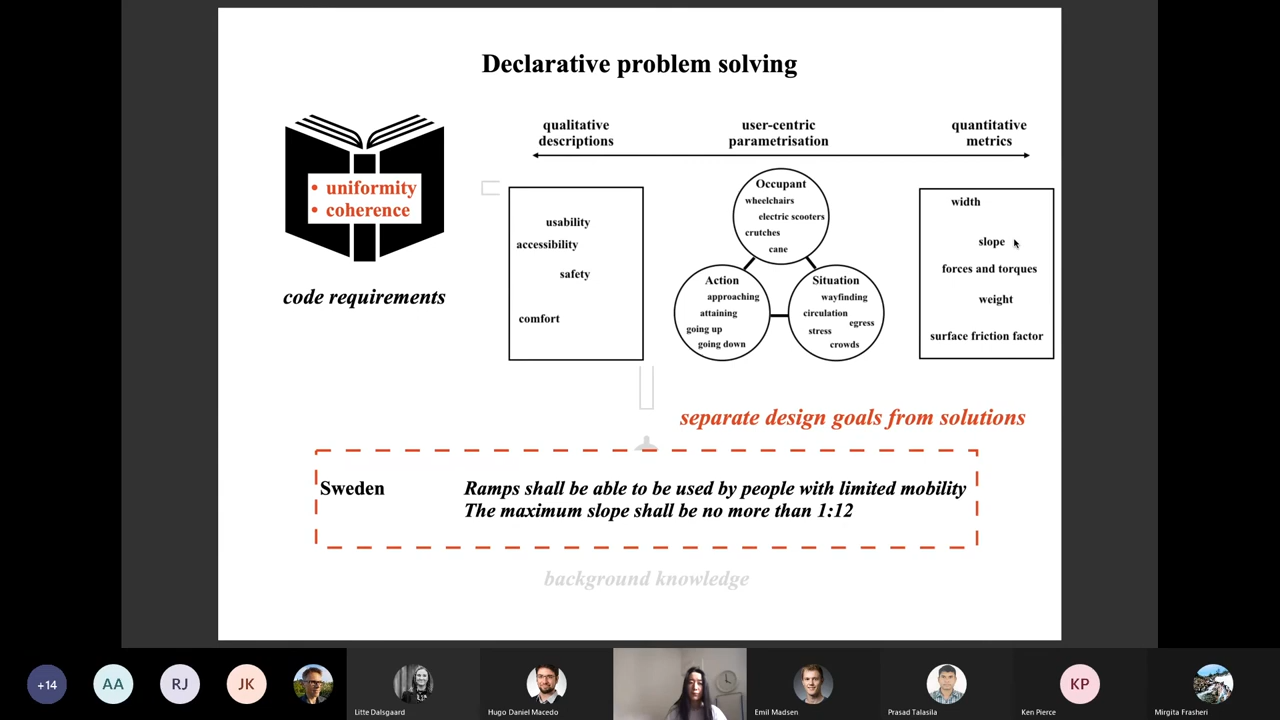 Declarative problem solving
qualitative
descriptions
user-centric
parametrisation
quantitative
metrics
• uniformity
• coherence
code requirements
usability
accessibility
safety
comfort
Occupant
wheelchairs
electric scooters
crutches
cane
Action
approaching
attaining
going up
going down
Situation
wayfinding
circulation
egress
stress
crowds
width
slope
forces and torques
weight
surface friction factor
separate design goals from solutions
Sweden
Ramps shall be able to be used by people with limited mobility
The maximum slope shall be no more than 1:12
background knowledge
+14
AA
RJ
JK
KP
Litte Dalsgaard
Hugo Daniel Macedo
Emil Madsen
Prasad Talasila
Ken Pierce
Mirgita Frasheri